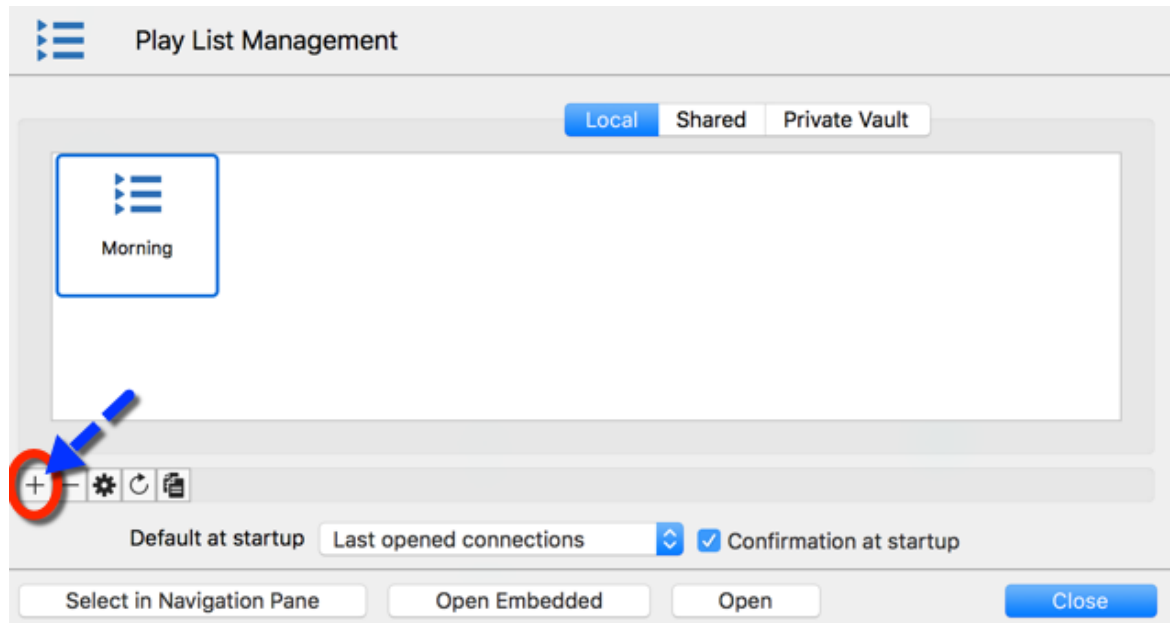 Play List Management
Local Shared Private Vault
Morning
Default at startup Last opened connections Confirmation at startup
Select in Navigation Pane Open Embedded Open Close